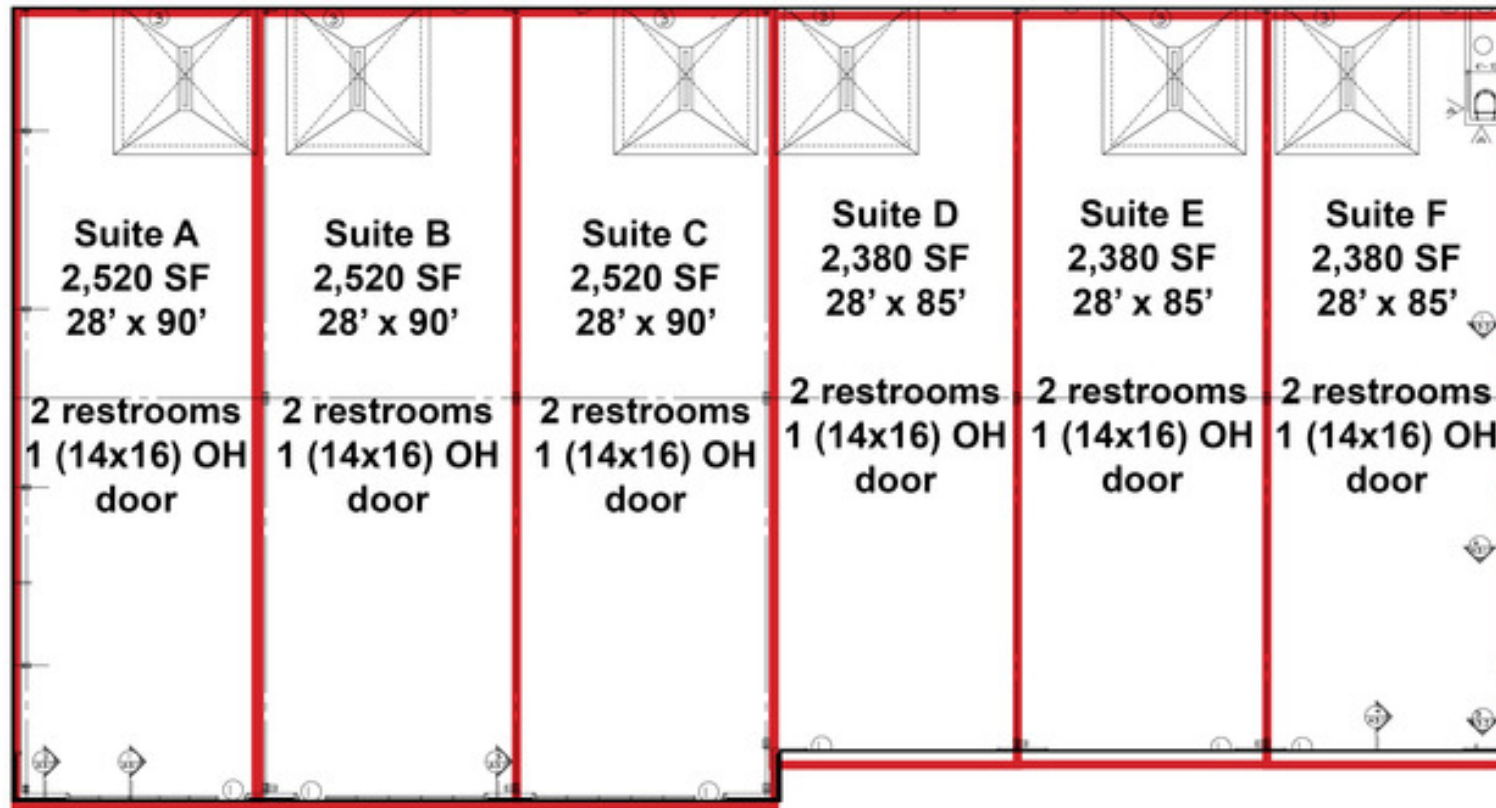 Suite A
2,520 SF
28’ x 90’
2 restrooms
1 (14x16) OH
door
Suite B
2,520 SF
28’ x 90’
2 restrooms
1 (14x16) OH
door
Suite C
2,520 SF
28’ x 90’
2 restrooms
1 (14x16) OH
door
Suite D
2,380 SF
28’ x 85’
2 restrooms
1 (14x16) OH
door
Suite E
2,380 SF
28’ x 85’
2 restrooms
1 (14x16) OH
door
Suite F
2,380 SF
28’ x 85’
2 restrooms
1 (14x16) OH
door